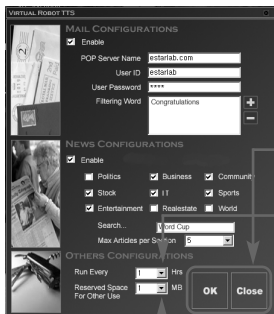 VIRTUAL ROBOT TTS
MAIL CONFIGURATIONS
Enable
POP Server Name estarlab.com
User ID estarlab
User Password ****
Filtering Word Congratulations
NEWS CONFIGURATIONS
Enable
Politics Business Community
Stock IT Sports
Entertainment Realestate World
Search... Word Cup
Max Articles per Section 5
OTHERS CONFIGURATIONS
Run Every 1 Hrs
Reserved Space 1 MB
For Other Use
OK Close